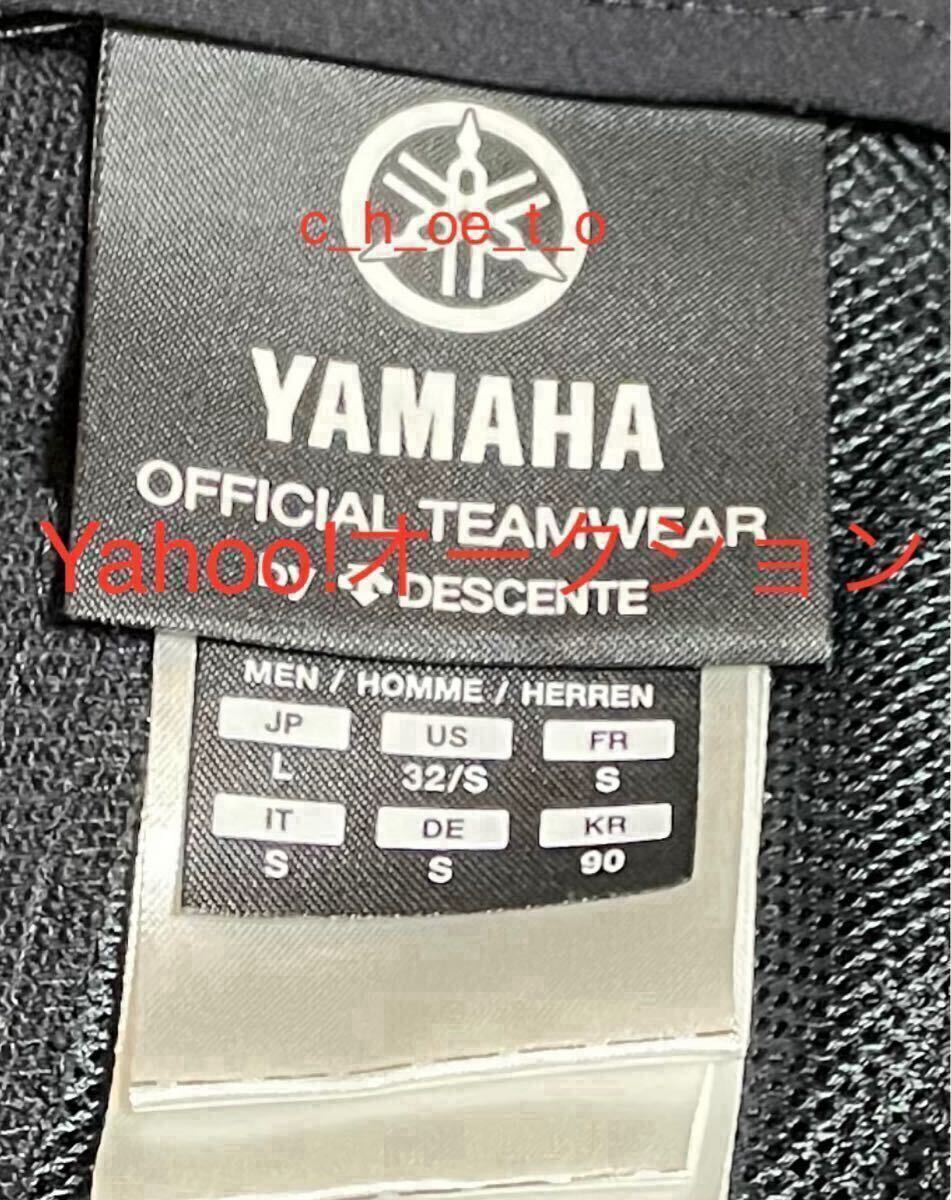 c_h_oe_t_o
YAMAHA
OFFICIAL TEAMWEAR
Yahoo!オークション
by DESCENTE
MEN / HOMME / HERREN
JP US FR
L 32/S S
IT DE KR
S S 90